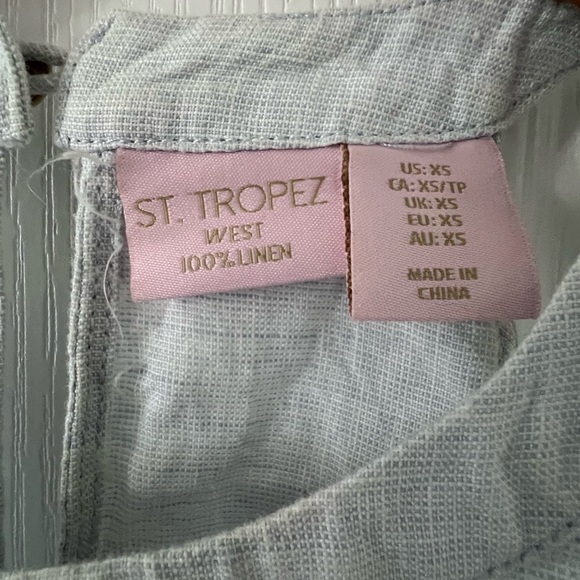 ST. TROPEZ
WEST
100% LINEN
US: XS
CA: XS/TP
UK: XS
EU: XS
AU: XS
MADE IN
CHINA